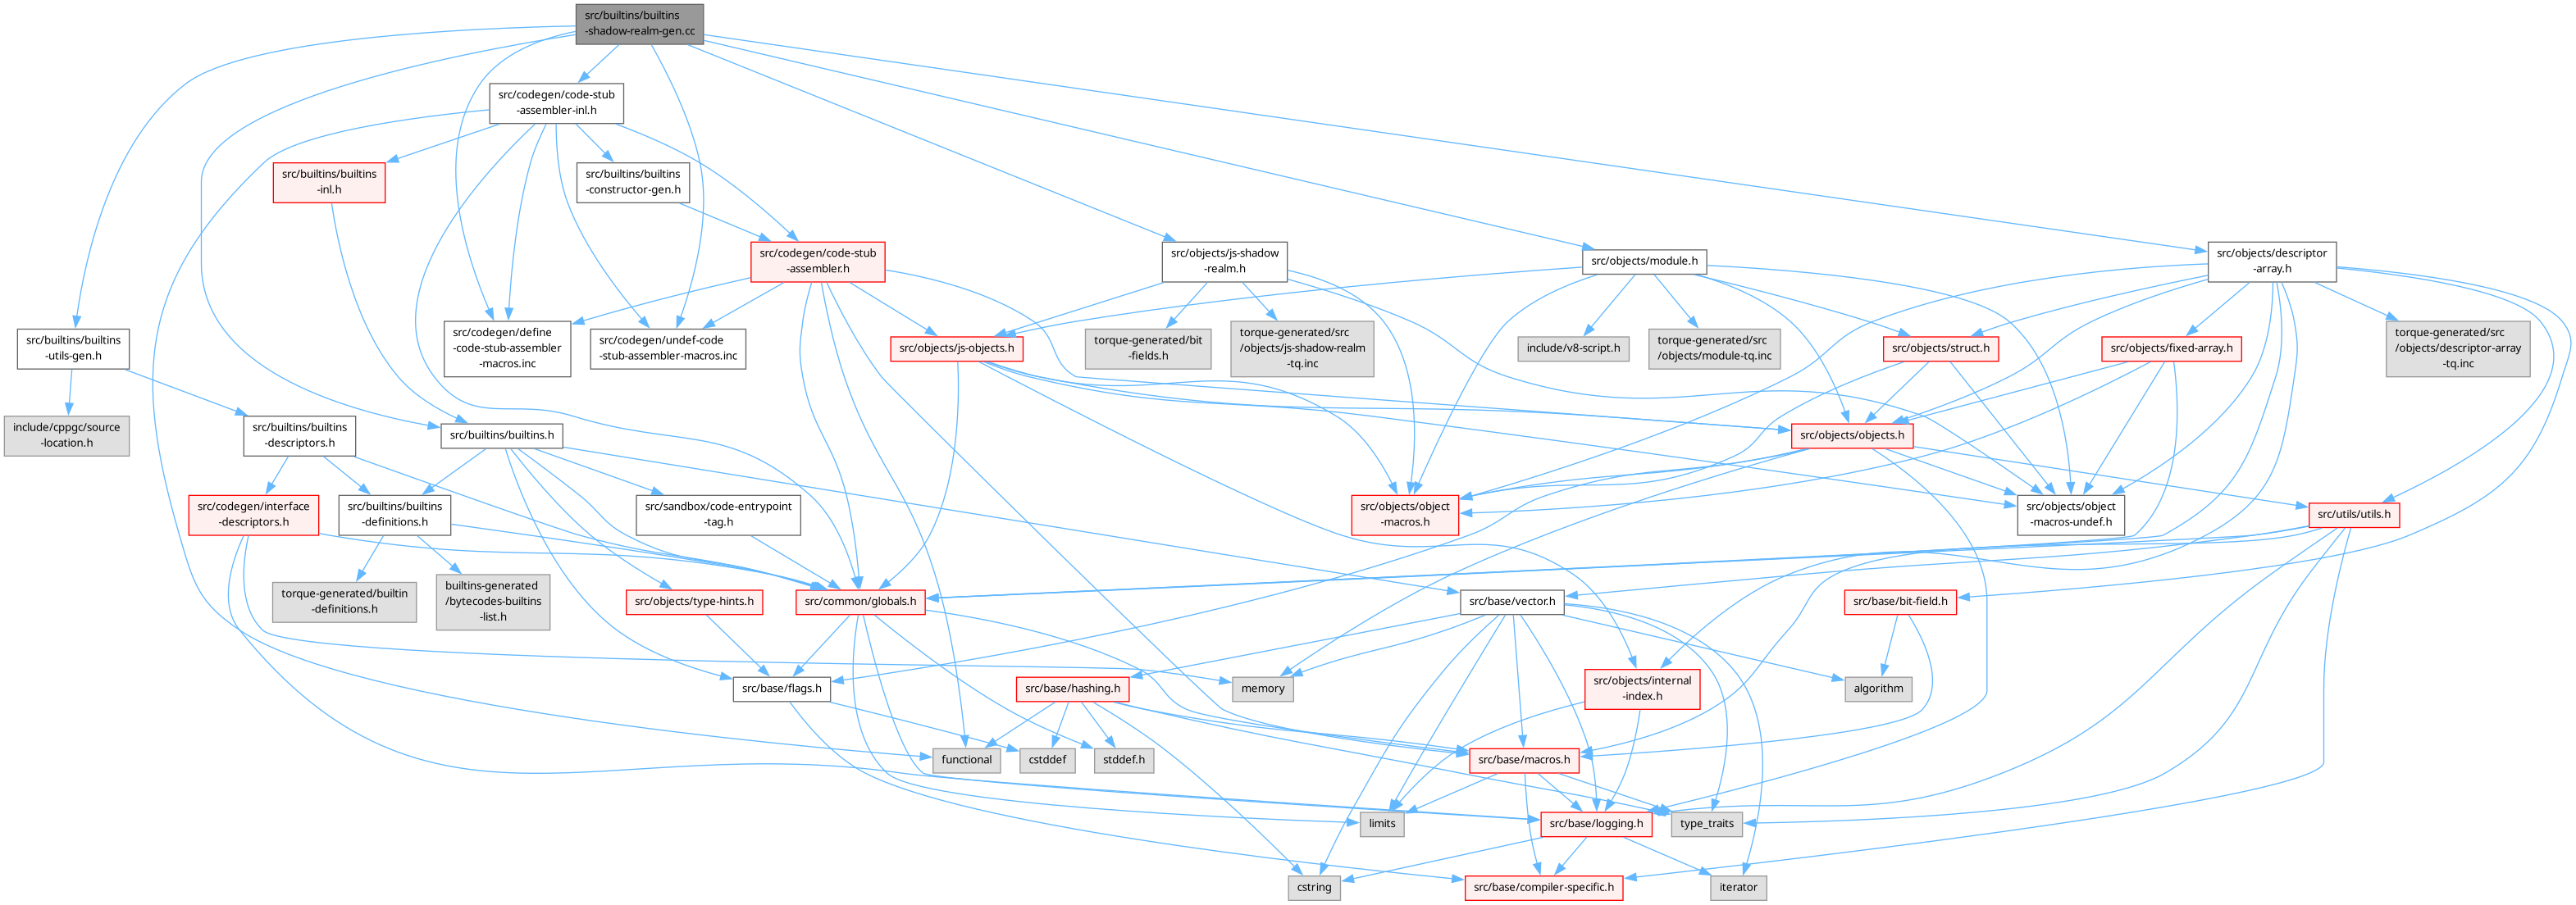 src/builtins/builtins
-shadow-realm-gen.cc
src/codegen/code-stub
-assembler-inl.h
src/builtins/builtins
-inl.h
src/builtins/builtins
-constructor-gen.h
src/codegen/code-stub
-assembler.h
src/objects/js-shadow
-realm.h
src/objects/module.h
src/objects/descriptor
-array.h
src/builtins/builtins
-utils-gen.h
src/codegen/define
-code-stub-assembler
-macros.inc
src/codegen/undef-code
-stub-assembler-macros.inc
src/objects/js-objects.h
torque-generated/bit
-fields.h
torque-generated/src
/objects/js-shadow-realm
-tq.inc
include/v8-script.h
torque-generated/src
/objects/module-tq.inc
src/objects/struct.h
src/objects/fixed-array.h
torque-generated/src
/objects/descriptor-array
-tq.inc
include/cppgc/source
-location.h
src/builtins/builtins
-descriptors.h
src/builtins/builtins.h
src/objects/objects.h
src/codegen/interface
-descriptors.h
src/builtins/builtins
-definitions.h
src/sandbox/code-entrypoint
-tag.h
src/objects/object
-macros.h
src/objects/object
-macros-undef.h
src/utils/utils.h
torque-generated/builtin
-definitions.h
builtins-generated
/bytecodes-builtins
-list.h
src/objects/type-hints.h
src/common/globals.h
src/base/vector.h
src/base/bit-field.h
src/base/flags.h
src/base/hashing.h
memory
src/objects/internal
-index.h
algorithm
functional
cstddef
stddef.h
src/base/macros.h
limits
src/base/logging.h
type_traits
cstring
src/base/compiler-specific.h
iterator